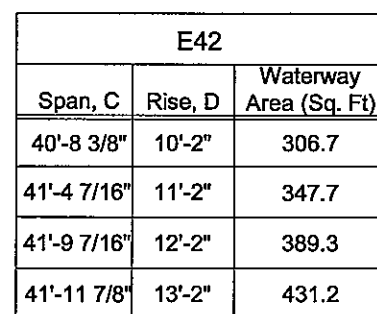 E42
Waterway
Span, C Rise, D Area (Sq. Ft)
40'-8 3/8" 10'-2" 306.7
41'-4 7/16" 11'-2" 347.7
41'-9 7/16" 12'-2" 389.3
41'-11 7/8" 13'-2" 431.2